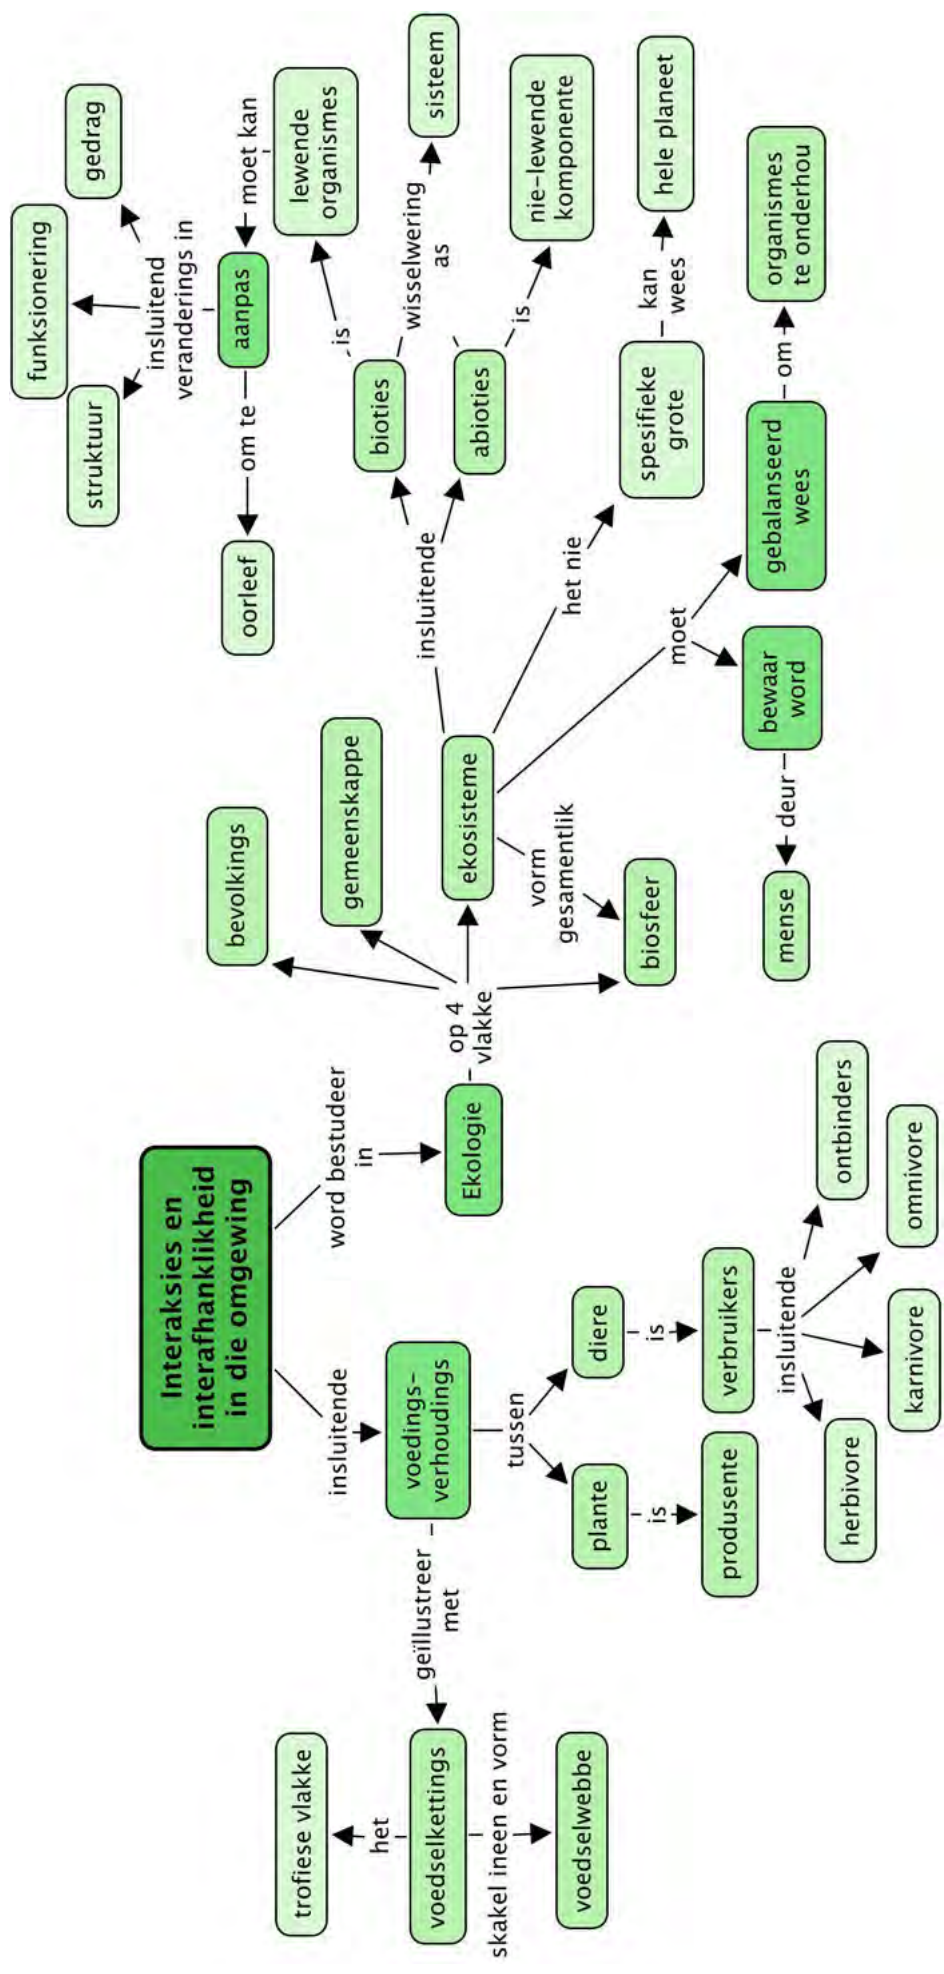 Interaksies en
interafhanklikheid
in die omgewing
insluitende
word bestudeer
in
voedings-
verhoudings
geïllustreer
met
voedselkettings
het
trofiese vlakke
skakel ineen en vorm
voedselwebbe
tussen
plante
is
produsente
diere
is
verbruikers
insluitende
herbivore
karnivore
omnivore
ontbinders
Ekologie
op 4
vlakke
bevolkings
gemeenskappe
ekosisteme
biosfeer
vorm
gesamentlik
insluitende
bioties
is
lewende
organismes
moet kan
aanpas
om te
oorleef
insluitend
veranderings in
struktuur
funksionering
gedrag
wisselwering
as
sisteem
abioties
is
nie-lewende
komponente
het nie
spesifieke
grote
kan
wees
hele planeet
moet
bewaar
word
deur
mense
gebalanseerd
wees
om
organismes
te onderhou